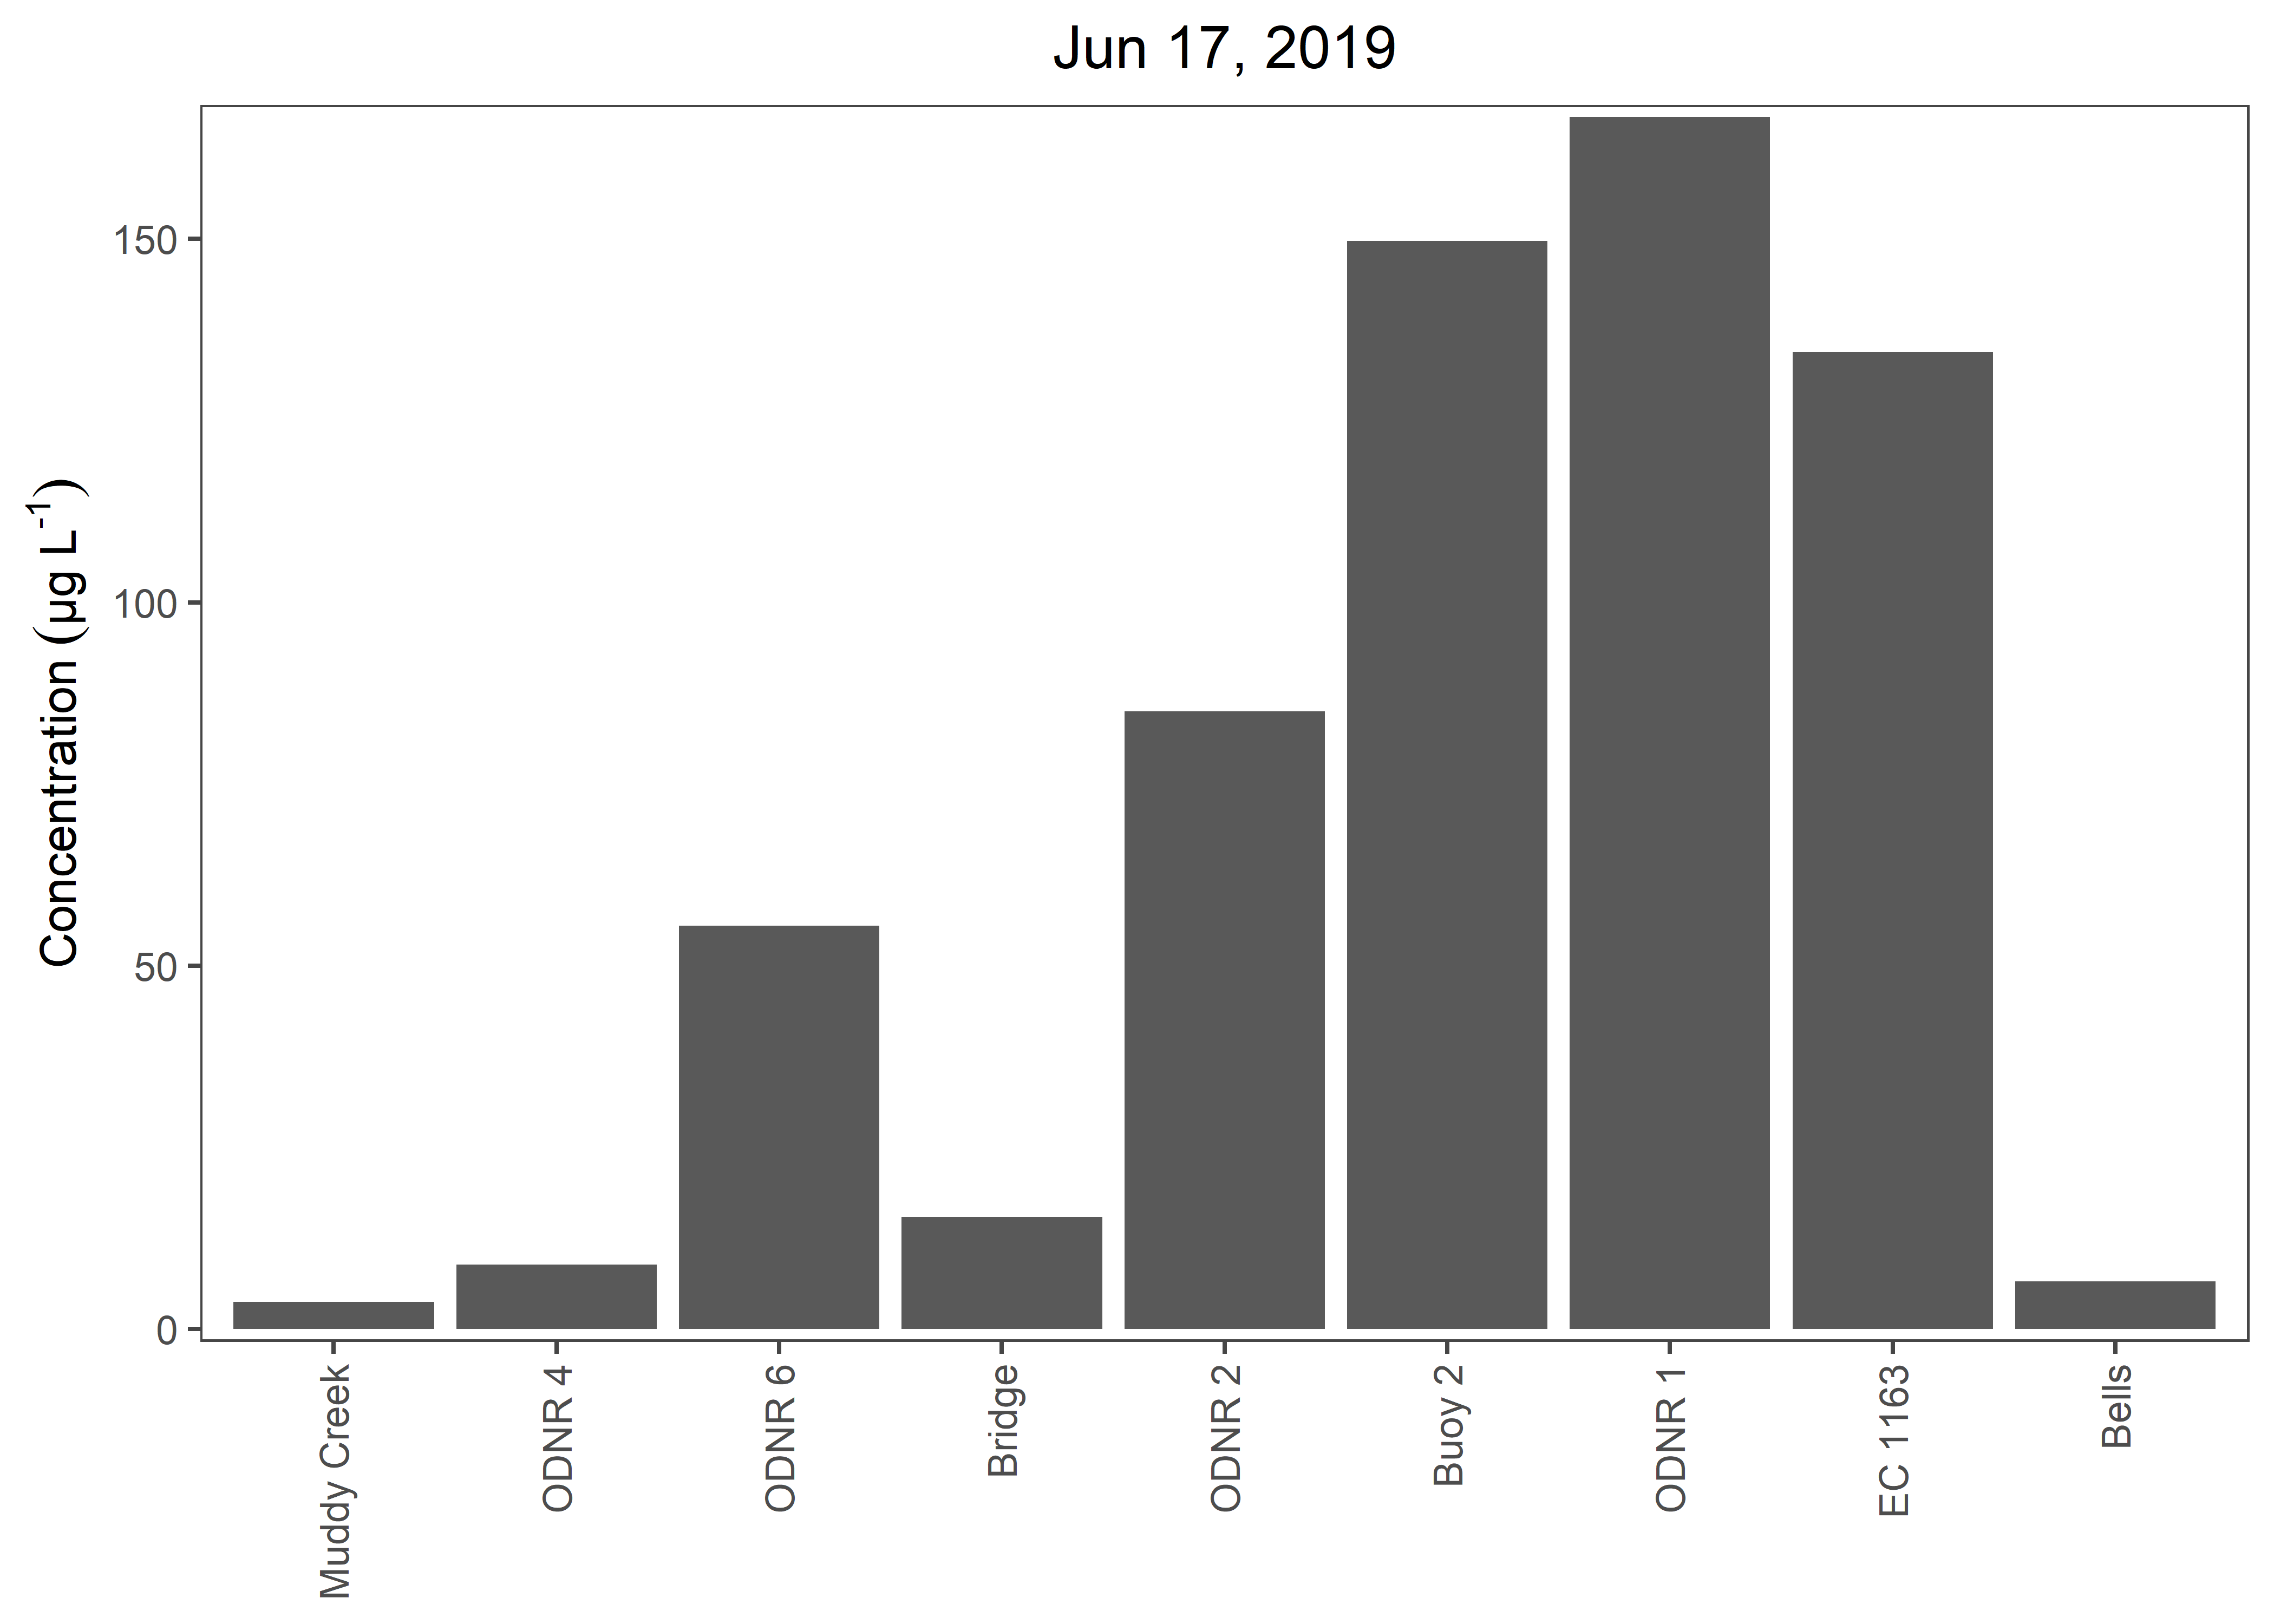 Jun 17, 2019
Concentration (µg L⁻¹)
150
100
50
0
Muddy Creek
ODNR 4
ODNR 6
Bridge
ODNR 2
Buoy 2
ODNR 1
EC 1163
Bells